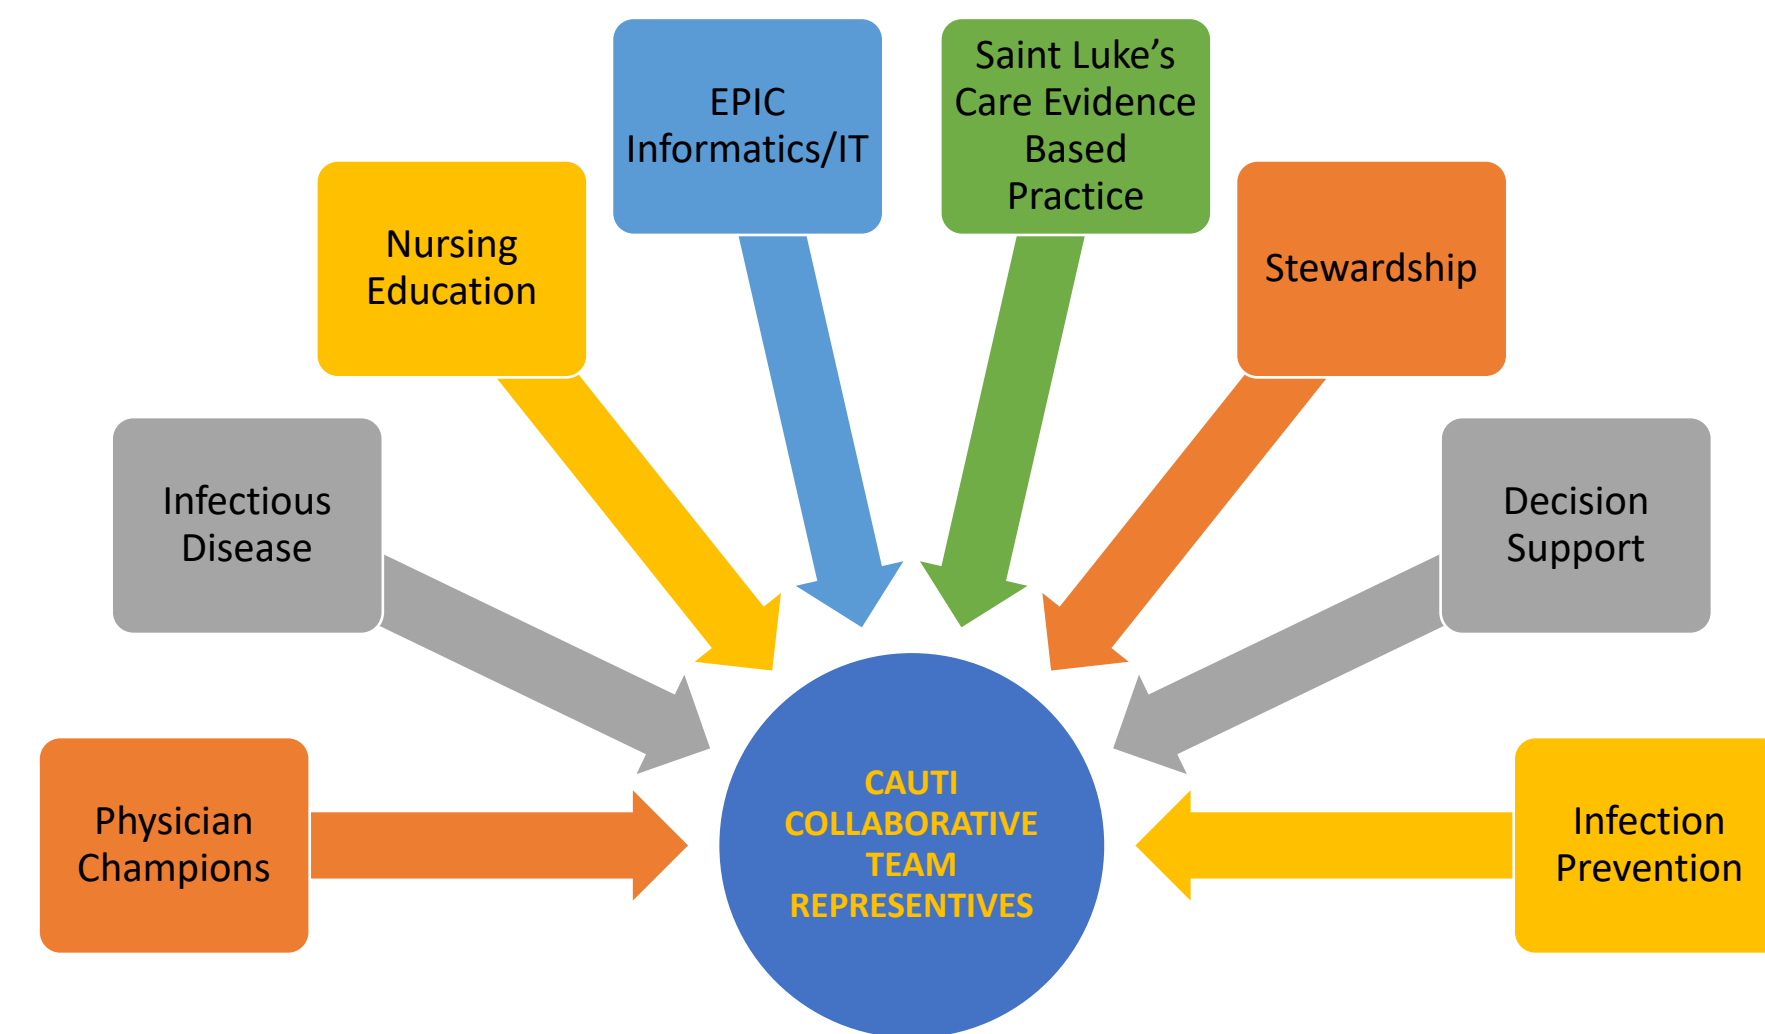 EPIC
Informatics/IT
Saint Luke’s
Care Evidence
Based
Practice
Nursing
Education
Stewardship
Infectious
Disease
Decision
Support
Physician
Champions
CAUTI
COLLABORATIVE
TEAM
REPRESENTIVES
Infection
Prevention